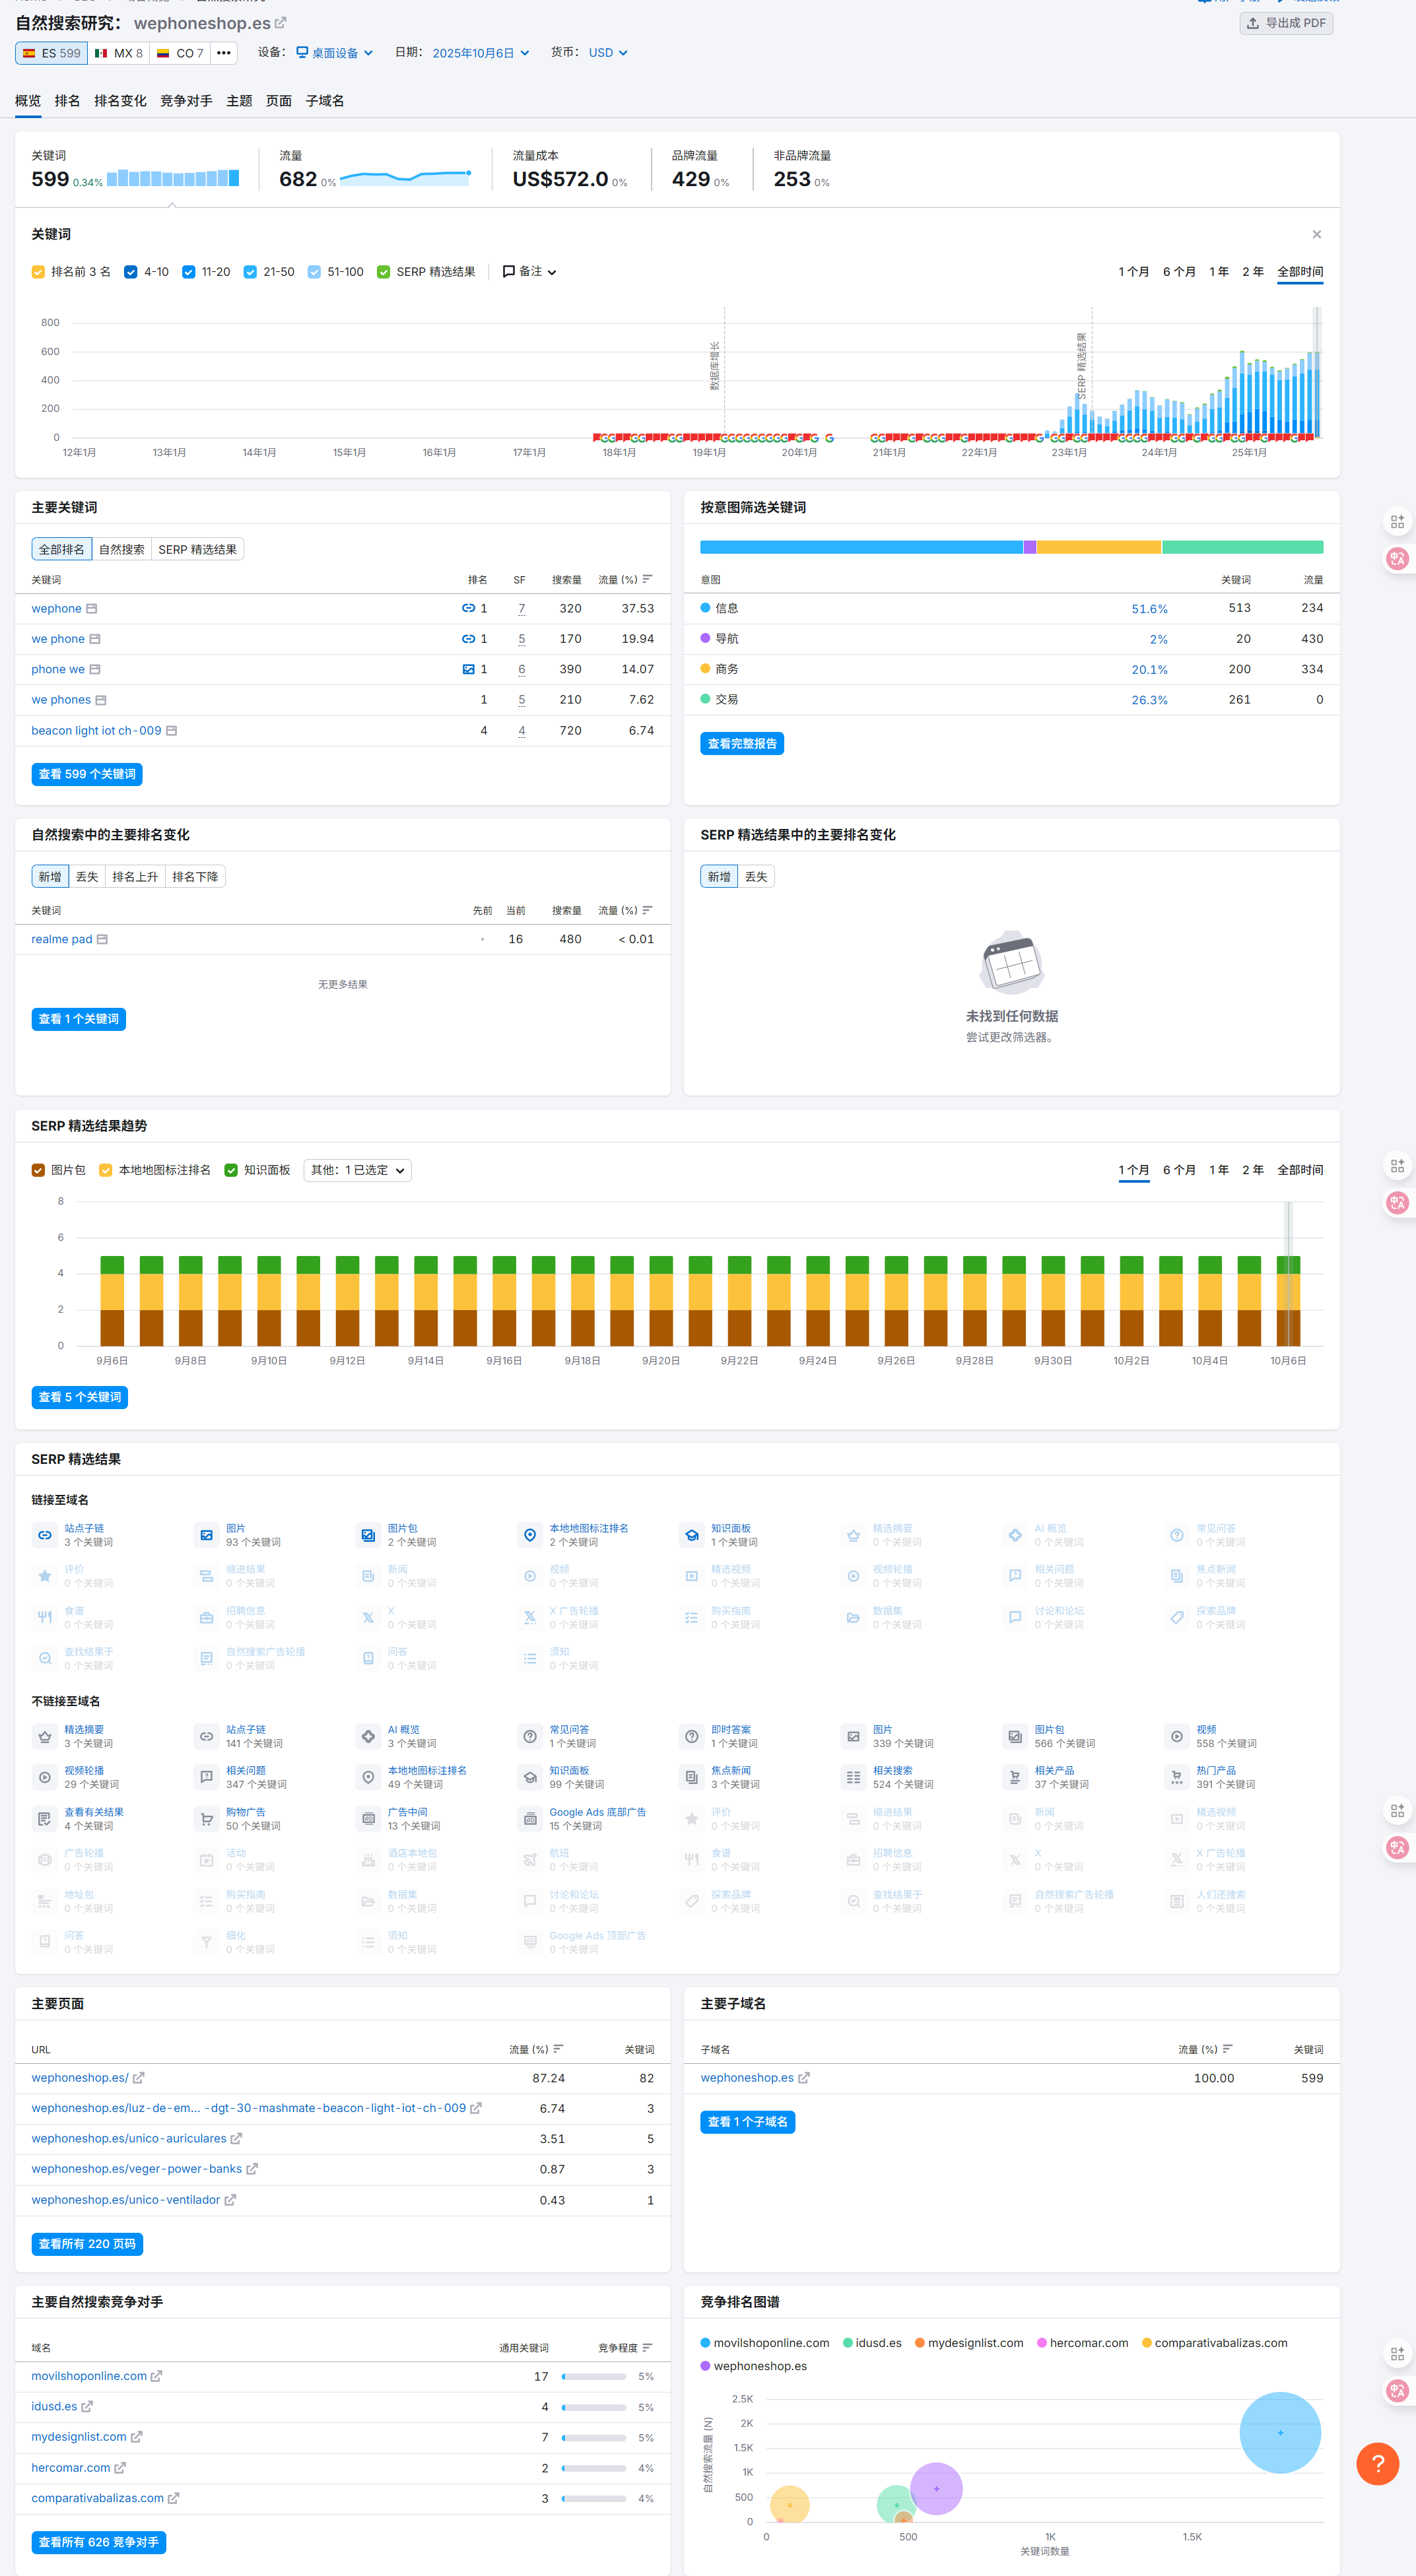 自然搜索研究： wephoneshop.es
导出成 PDF
ES 599 MX 8 CO 7 ••• 设备： 桌面设备 日期： 2025年10月6日 货币： USD
概览 排名 排名变化 竞争对手 主题 页面 子域名
关键词 流量 流量成本 品牌流量 非品牌流量
599 0.34% 682 0% US$572.0 0% 429 0% 253 0%
关键词
排名前 3 名 4-10 11-20 21-50 51-100 SERP 精选结果 备注 1 个月 6 个月 1 年 2 年 全部时间
800
600
400
200
0
数据库增长
SERP 精选结果
12年1月 13年1月 14年1月 15年1月 16年1月 17年1月 18年1月 19年1月 20年1月 21年1月 22年1月 23年1月 24年1月 25年1月
主要关键词
全部排名 自然搜索 SERP 精选结果
关键词 排名 SF 搜索量 流量 (%)
wephone 1 7 320 37.53
we phone 1 5 170 19.94
phone we 1 6 390 14.07
we phones 1 5 210 7.62
beacon light iot ch-009 4 4 720 6.74
查看 599 个关键词
按意图筛选关键词
意图 关键词 流量
信息 51.6% 513 234
导航 2% 20 430
商务 20.1% 200 334
交易 26.3% 261 0
查看完整报告
自然搜索中的主要排名变化
新增 丢失 排名上升 排名下降
关键词 先前 当前 搜索量 流量 (%)
realme pad 16 480 < 0.01
无更多结果
查看 1 个关键词
SERP 精选结果中的主要排名变化
新增 丢失
未找到任何数据
尝试更改筛选器。
SERP 精选结果趋势
图片包 本地地图标注排名 知识面板 其他：1 已选定 1 个月 6 个月 1 年 2 年 全部时间
8
6
4
2
0
9月6日 9月8日 9月10日 9月12日 9月14日 9月16日 9月18日 9月20日 9月22日 9月24日 9月26日 9月28日 9月30日 10月2日 10月4日 10月6日
查看 5 个关键词
SERP 精选结果
链接至域名
站点子链 图片 图片包 本地地图标注排名 知识面板 精选摘要 AI 概览 常见问答
3 个关键词 93 个关键词 2 个关键词 2 个关键词 1 个关键词 0 个关键词 0 个关键词 0 个关键词
评价 缩进结果 新闻 视频 精选视频 视频轮播 相关问题 焦点新闻
0 个关键词 0 个关键词 0 个关键词 0 个关键词 0 个关键词 0 个关键词 0 个关键词 0 个关键词
食谱 招聘信息 X X 广告轮播 购买指南 数据集 讨论和论坛 探索品牌
0 个关键词 0 个关键词 0 个关键词 0 个关键词 0 个关键词 0 个关键词 0 个关键词 0 个关键词
查找结果于 自然搜索广告轮播 问答 须知
0 个关键词 0 个关键词 0 个关键词 0 个关键词
不链接至域名
精选摘要 站点子链 AI 概览 常见问答 即时答案 图片 图片包 视频
3 个关键词 141 个关键词 3 个关键词 1 个关键词 1 个关键词 339 个关键词 566 个关键词 558 个关键词
视频轮播 相关问题 本地地图标注排名 知识面板 焦点新闻 相关搜索 相关产品 热门产品
29 个关键词 347 个关键词 49 个关键词 99 个关键词 3 个关键词 524 个关键词 37 个关键词 391 个关键词
查看有关结果 购物广告 广告中间 Google Ads 底部广告 评价 缩进结果 新闻 精选视频
4 个关键词 50 个关键词 13 个关键词 15 个关键词 0 个关键词 0 个关键词 0 个关键词 0 个关键词
广告轮播 活动 酒店本地包 航班 食谱 招聘信息 X X 广告轮播
0 个关键词 0 个关键词 0 个关键词 0 个关键词 0 个关键词 0 个关键词 0 个关键词 0 个关键词
地址包 购买指南 数据集 讨论和论坛 探索品牌 查找结果于 自然搜索广告轮播 人们还搜索
0 个关键词 0 个关键词 0 个关键词 0 个关键词 0 个关键词 0 个关键词 0 个关键词 0 个关键词
问答 细化 须知 Google Ads 顶部广告
0 个关键词 0 个关键词 0 个关键词 0 个关键词
主要页面
URL 流量 (%) 关键词
wephoneshop.es/ 87.24 82
wephoneshop.es/luz-de-em... -dgt-30-mashmate-beacon-light-iot-ch-009 6.74 3
wephoneshop.es/unico-auriculares 3.51 5
wephoneshop.es/veger-power-banks 0.87 3
wephoneshop.es/unico-ventilador 0.43 1
查看所有 220 页码
主要子域名
子域名 流量 (%) 关键词
wephoneshop.es 100.00 599
查看 1 个子域名
主要自然搜索竞争对手
域名 通用关键词 竞争程度
movilshoponline.com 17 5%
idusd.es 4 5%
mydesignlist.com 7 5%
hercomar.com 2 4%
comparativabalizas.com 3 4%
查看所有 626 竞争对手
竞争排名图谱
movilshoponline.com idusd.es mydesignlist.com hercomar.com comparativabalizas.com
wephoneshop.es
自然搜索流量 (N)
2.5K
2K
1.5K
1K
500
0
0 500 1K 1.5K
关键词数量
?